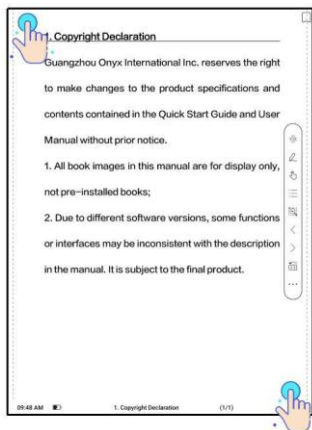 1. Copyright Declaration
Guangzhou Onyx International Inc. reserves the right
to make changes to the product specifications and
contents contained in the Quick Start Guide and User
Manual without prior notice.
1. All book images in this manual are for display only,
not pre-installed books;
2. Due to different software versions, some functions
or interfaces may be inconsistent with the description
in the manual. It is subject to the final product.
09:48 AM 1. Copyright Declaration (1/1)